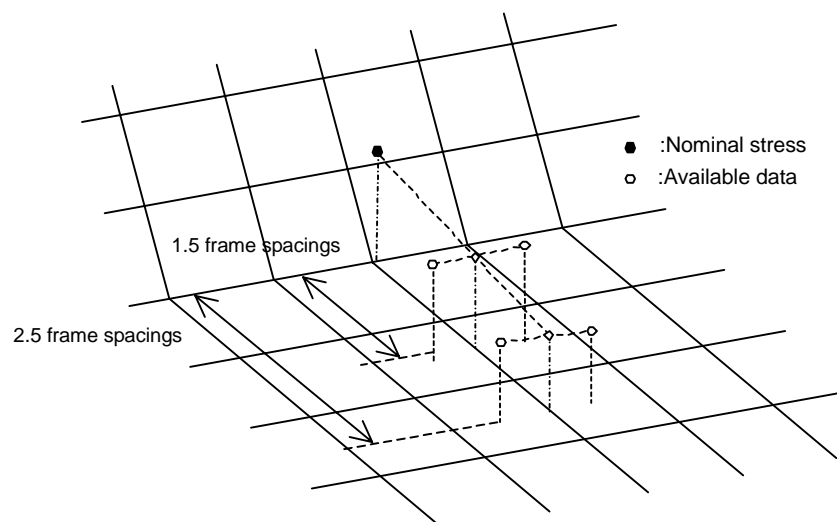 :Nominal stress
:Available data
1.5 frame spacings
2.5 frame spacings